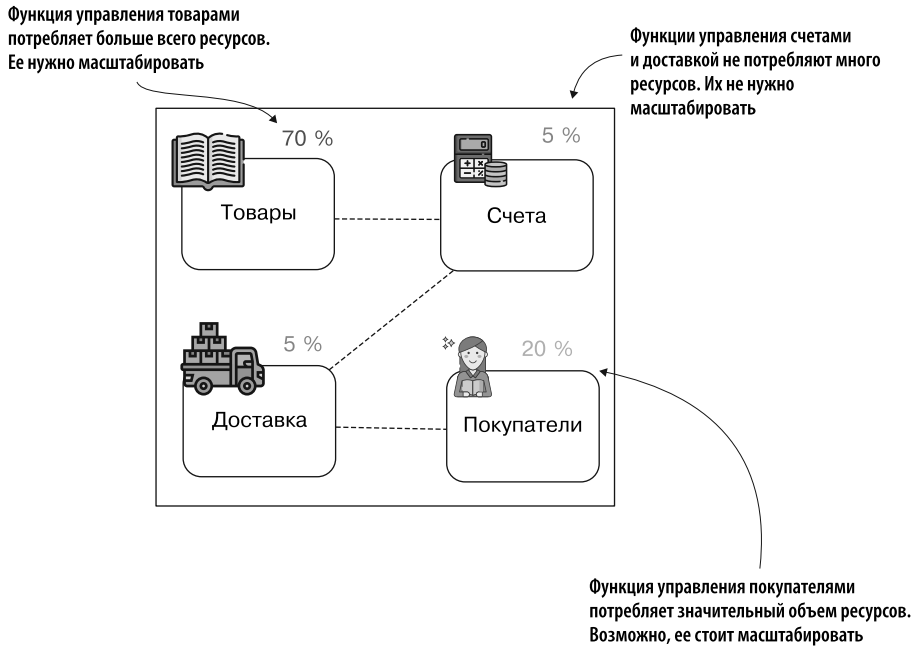 Функция управления товарами
потребляет больше всего ресурсов.
Ее нужно масштабировать
Функции управления счетами
и доставкой не потребляют много
ресурсов. Их не нужно
масштабировать
70 %
5 %
Товары
Счета
5 %
20 %
Доставка
Покупатели
Функция управления покупателями
потребляет значительный объем ресурсов.
Возможно, ее стоит масштабировать